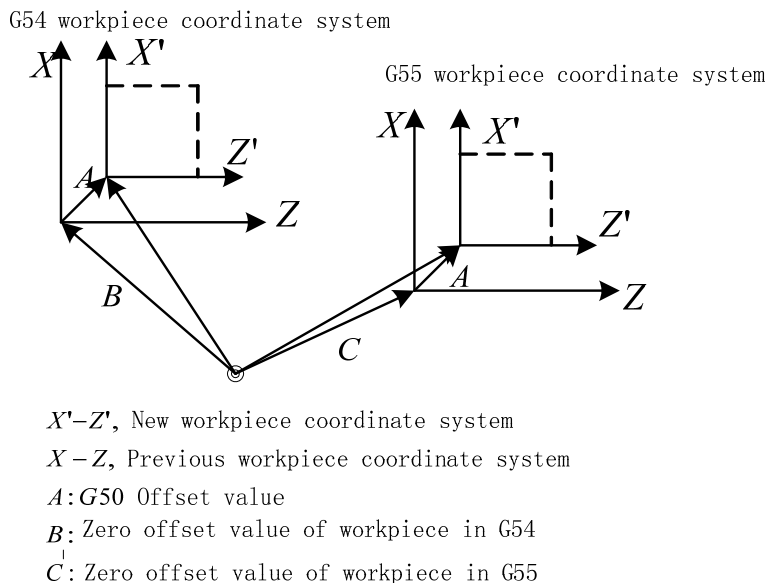 G54 workpiece coordinate system
X X'
G55 workpiece coordinate system
X X'
A Z'
Z
Z'
A
B
Z
C
X'–Z', New workpiece coordinate system
X – Z, Previous workpiece coordinate system
A:G50 Offset value
B: Zero offset value of workpiece in G54
C: Zero offset value of workpiece in G55